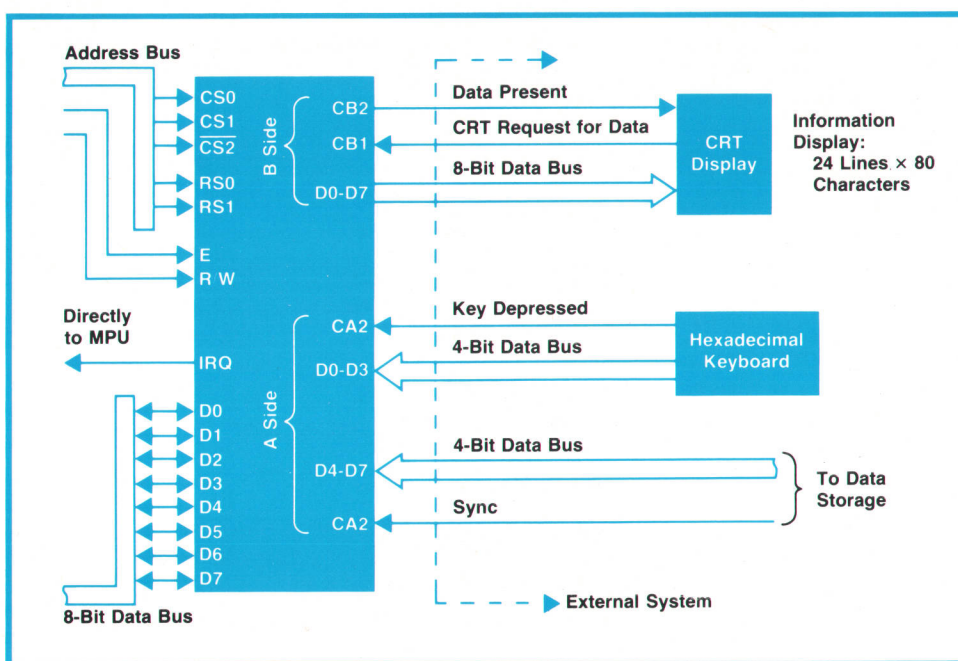 Address Bus
CS0
CS1
CS2
RS0
RS1
E
R W
Directly
to MPU
IRQ
D0
D1
D2
D3
D4
D5
D6
D7
8-Bit Data Bus
B Side
CB2
CB1
D0-D7
A Side
CA2
D0-D3
D4-D7
CA2
Data Present
CRT Request for Data
8-Bit Data Bus
CRT
Display
Information
Display:
24 Lines × 80
Characters
Key Depressed
4-Bit Data Bus
Hexadecimal
Keyboard
4-Bit Data Bus
Sync
To Data
Storage
External System